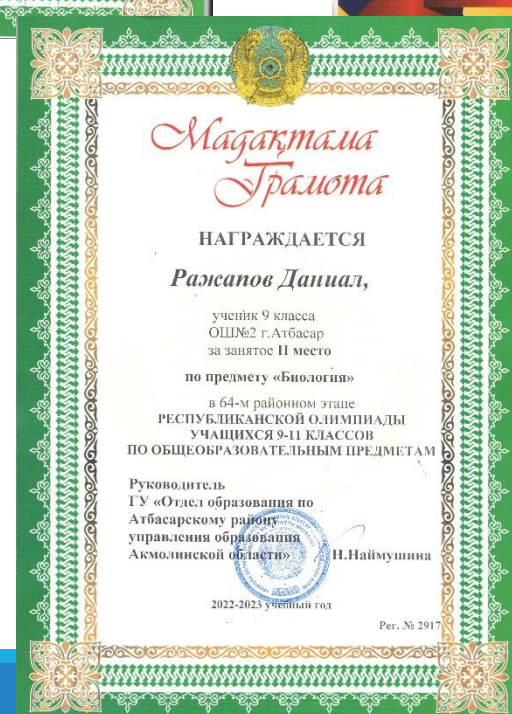 Мадақтама
Грамота
НАГРАЖДАЕТСЯ
Ражапов Даниал,
ученик 9 класса
ОШ№2 г.Атбасар
за занятое II место
по предмету «Биология»
в 64-м районном этапе
РЕСПУБЛИКАНСКОЙ ОЛИМПИАДЫ
УЧАЩИХСЯ 9-11 КЛАССОВ
ПО ОБЩЕОБРАЗОВАТЕЛЬНЫМ ПРЕДМЕТАМ
Руководитель
ГУ «Отдел образования по
Атбасарскому району
управления образования
Акмолинской области» Н.Наймушина
2022-2023 учебный год
Рег. № 2917